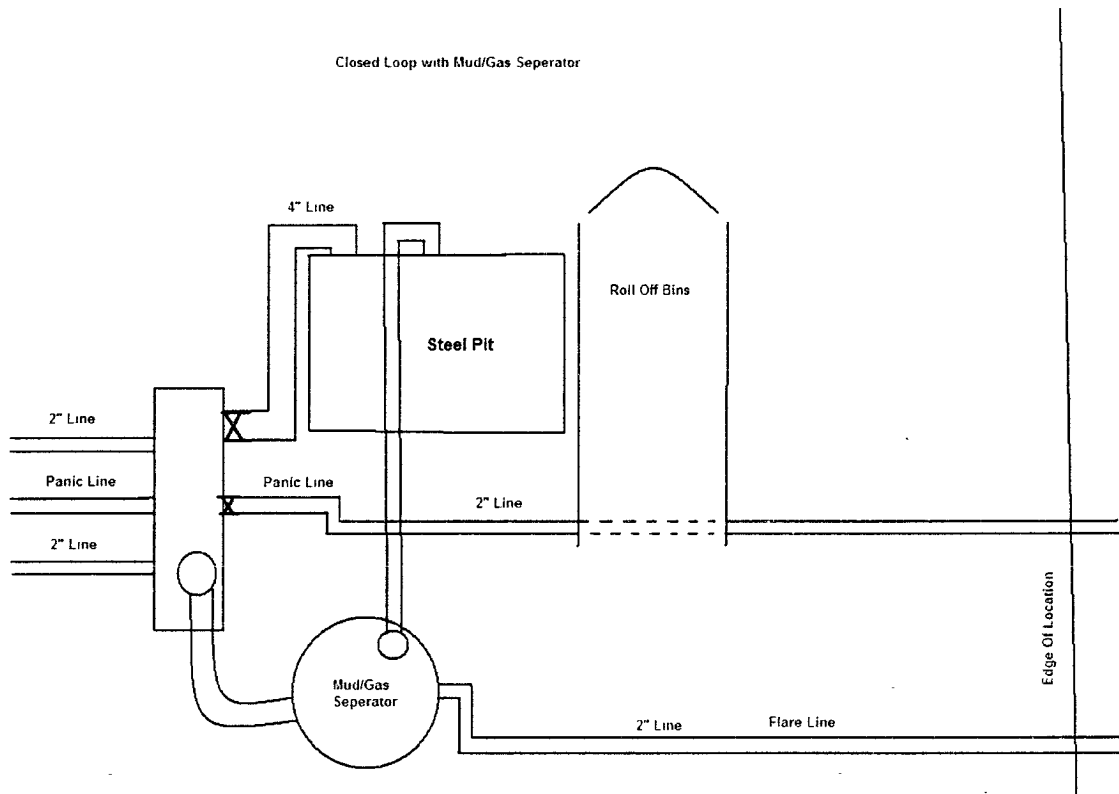 Closed Loop with Mud/Gas Seperator
4" Line
Roll Off Bins
Steel Pit
2" Line
Panic Line
Panic Line
2" Line
2" Line
Edge Of Location
Mud/Gas
Seperator
2" Line
Flare Line